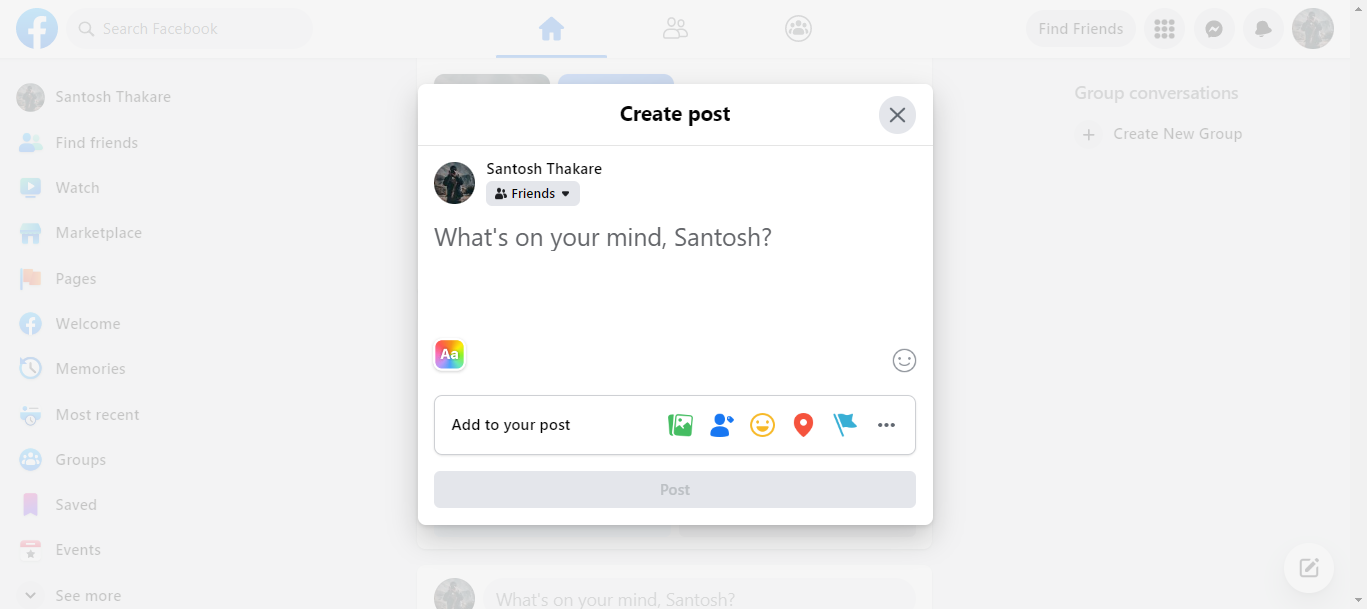 Search Facebook
Find Friends
Santosh Thakare
Find friends
Watch
Marketplace
Pages
Welcome
Memories
Most recent
Groups
Saved
Events
See more
Create post
Santosh Thakare
Friends
What's on your mind, Santosh?
Aa
Add to your post
Post
What's on your mind, Santosh?
Group conversations
Create New Group